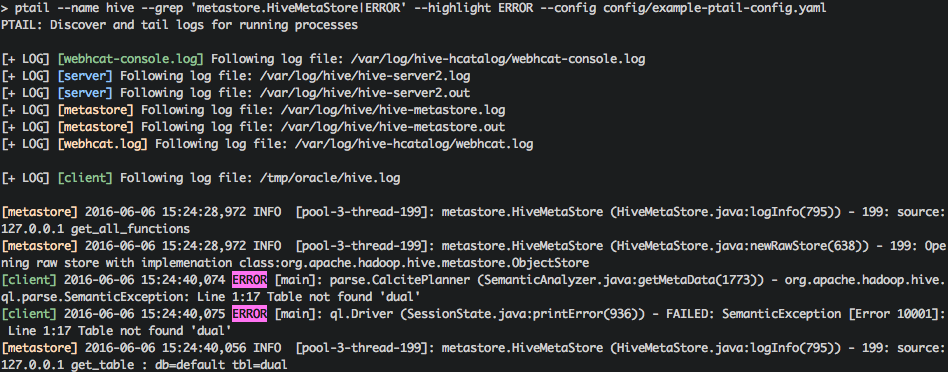 > ptail --name hive --grep 'metastore.HiveMetaStore|ERROR' --highlight ERROR --config config/example-ptail-config.yaml
PTAIL: Discover and tail logs for running processes
[+ LOG] [webhcat-console.log] Following log file: /var/log/hive-hcatalog/webhcat-console.log
[+ LOG] [server] Following log file: /var/log/hive/hive-server2.log
[+ LOG] [server] Following log file: /var/log/hive/hive-server2.out
[+ LOG] [metastore] Following log file: /var/log/hive/hive-metastore.log
[+ LOG] [metastore] Following log file: /var/log/hive/hive-metastore.out
[+ LOG] [webhcat.log] Following log file: /var/log/hive-hcatalog/webhcat.log
[+ LOG] [client] Following log file: /tmp/oracle/hive.log
[metastore] 2016-06-06 15:24:28,972 INFO  [pool-3-thread-199]: metastore.HiveMetaStore (HiveMetaStore.java:logInfo(795)) - 199: source:
127.0.0.1 get_all_functions
[metastore] 2016-06-06 15:24:28,972 INFO  [pool-3-thread-199]: metastore.HiveMetaStore (HiveMetaStore.java:newRawStore(638)) - 199: Ope
ning raw store with implemenation class:org.apache.hadoop.hive.metastore.ObjectStore
[client] 2016-06-06 15:24:40,074 ERROR [main]: parse.CalcitePlanner (SemanticAnalyzer.java:getMetaData(1773)) - org.apache.hadoop.hive.
ql.parse.SemanticException: Line 1:17 Table not found 'dual'
[client] 2016-06-06 15:24:40,075 ERROR [main]: ql.Driver (SessionState.java:printError(936)) - FAILED: SemanticException [Error 10001]:
 Line 1:17 Table not found 'dual'
[metastore] 2016-06-06 15:24:40,056 INFO  [pool-3-thread-199]: metastore.HiveMetaStore (HiveMetaStore.java:logInfo(795)) - 199: source:
127.0.0.1 get_table : db=default tbl=dual